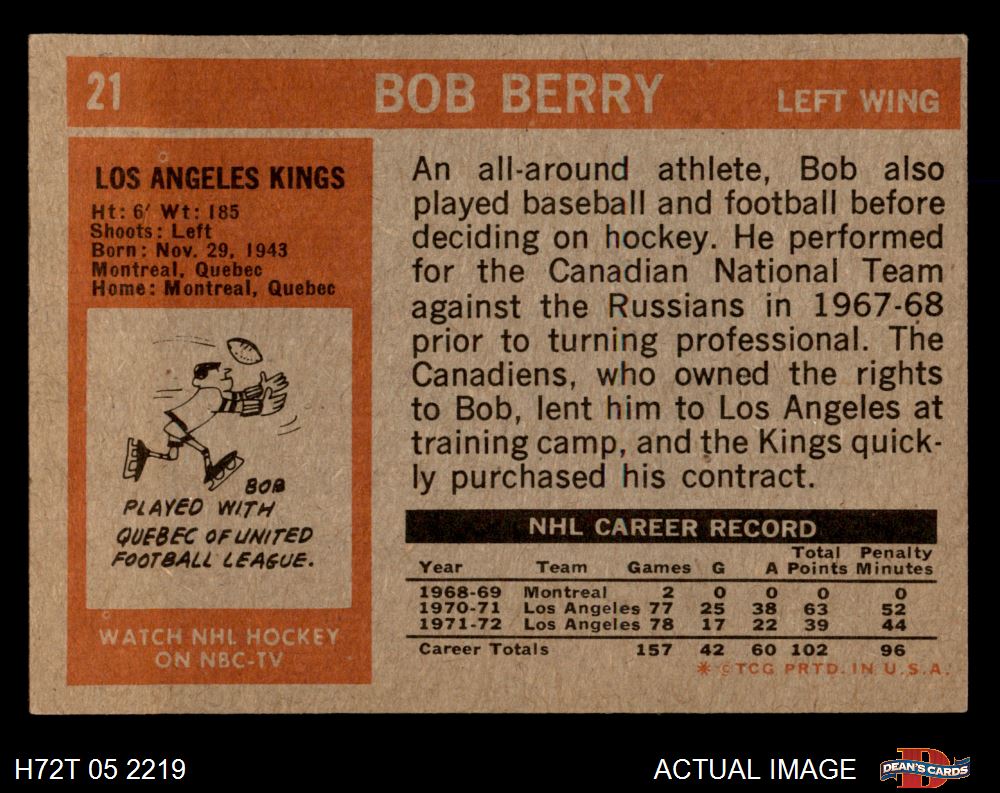 21 BOB BERRY LEFT WING
LOS ANGELES KINGS
Ht: 6' Wt: 185
Shoots: Left
Born: Nov. 29, 1943
Montreal, Quebec
Home: Montreal, Quebec
BOB
PLAYED WITH
QUEBEC OF UNITED
FOOTBALL LEAGUE.
WATCH NHL HOCKEY
ON NBC-TV
An all-around athlete, Bob also
played baseball and football before
deciding on hockey. He performed
for the Canadian National Team
against the Russians in 1967-68
prior to turning professional. The
Canadiens, who owned the rights
to Bob, lent him to Los Angeles at
training camp, and the Kings quick-
ly purchased his contract.
NHL CAREER RECORD
Year Team Games G A Total Points Penalty Minutes
1968-69 Montreal 2 0 0 0 0
1970-71 Los Angeles 77 25 38 63 52
1971-72 Los Angeles 78 17 22 39 44
Career Totals 157 42 60 102 96
* ©TCG PRTD. IN U.S.A.
H72T 05 2219 ACTUAL IMAGE D DEAN'S CARDS